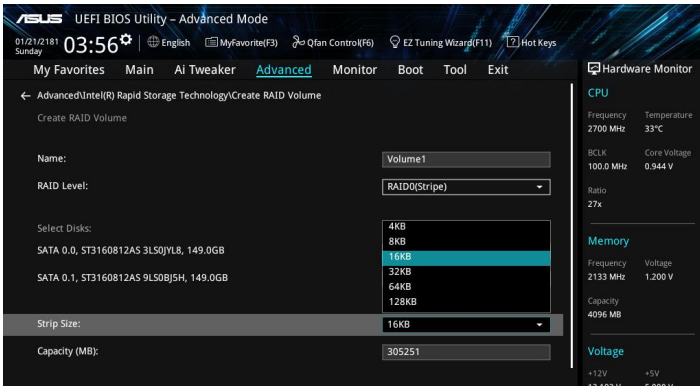 ASUS UEFI BIOS Utility – Advanced Mode
01/21/2181 Sunday 03:56 English MyFavorite(F3) Qfan Control(F6) EZ Tuning Wizard(F11) ? Hot Keys
My Favorites Main Ai Tweaker Advanced Monitor Boot Tool Exit
Hardware Monitor
← Advanced\Intel(R) Rapid Storage Technology\Create RAID Volume
Create RAID Volume
Name: Volume1
RAID Level: RAID0(Stripe)
Select Disks:
SATA 0.0, ST3160812AS 3LS0JYL8, 149.0GB
SATA 0.1, ST3160812AS 9LS0BJ5H, 149.0GB
4KB
8KB
16KB
32KB
64KB
128KB
Strip Size: 16KB
Capacity (MB): 305251
CPU
Frequency Temperature
2700 MHz 33°C
BCLK Core Voltage
100.0 MHz 0.944 V
Ratio
27x
Memory
Frequency Voltage
2133 MHz 1.200 V
Capacity
4096 MB
Voltage
+12V +5V